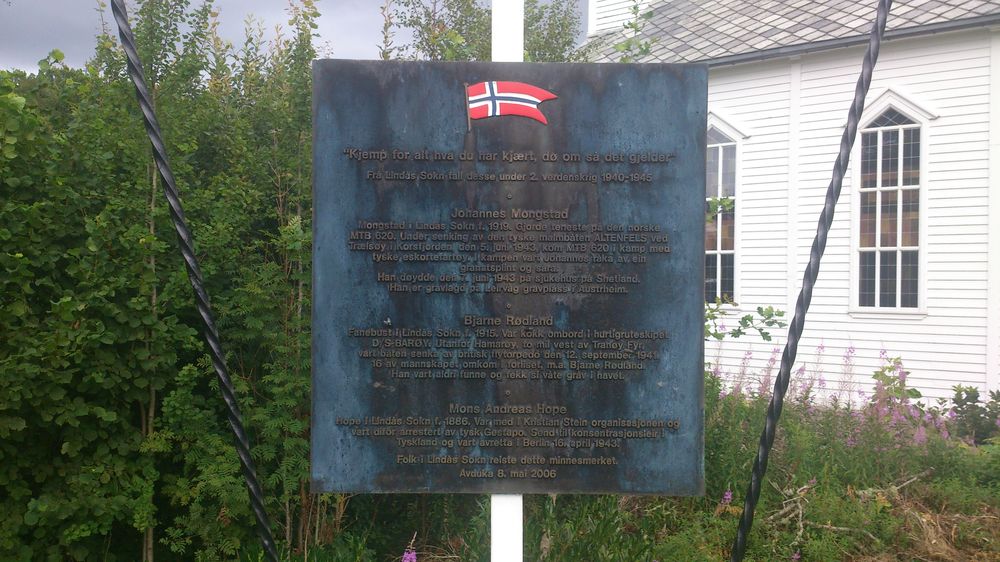 "Kjemp for alt hva du har kjært, dø om så det gjelder"
Frå Lindås Sokn fall desse under 2. verdenskrig 1940-1945
Johannes Mongstad
Mongstad i Lindås Sokn f. 1919. Gjorde teneste på den norske
MTB 620. Under senking av den tyske malmbåten ALTENFELS ved
Trælsøy i Korsfjorden den 5. juni 1943, kom MTB 620 i kamp med
tyske eskortefartøy. I kampen vart Johannes råka av ein
granatsplint og såra.
Han døydde den 7. juni 1943 på sjukehus på Shetland.
Han er gravlagd på Leirvåg gravplass i Austrheim.
Bjarne Rødland
Fanebust i Lindås Sokn f. 1915. Var kokk ombord i hurtigruteskipet
D/S BARØY. Utanfor Hamarøy, to mil vest av Tranøy Fyr,
vart båten senka av britisk flytorpedo den 12. september 1941.
16 av mannskapet omkom i forliset, m.a. Bjarne Rødland.
Han vart aldri funne og fekk si våte grav i havet.
Mons Andreas Hope
Hope i Lindås Sokn f. 1886. Var med i Kristian Stein organisasjonen og
vart difor arrestert av tysk Gestapo. Sendt i konsentrasjonsleir i
Tyskland og vart avretta i Berlin 16. april 1943.
Folk i Lindås Sokn reiste dette minnesmerket.
Avduka 8. mai 2006